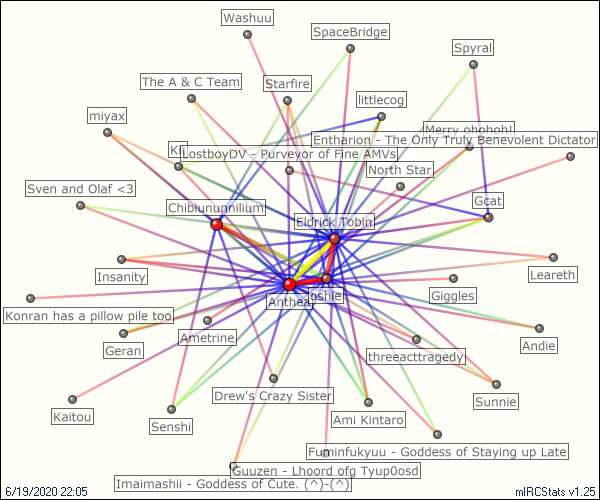 Washuu
SpaceBridge
Spyral
The A & C Team
Starfire
littlecog
miyax
Merry ohohoh!
Entharion - The Only Truly Benevolent Dictator
LostboyDV - Purveyor of Fine AMVs
North Star
Sven and Olaf <3
Chibiunununilium
Eldrick Tobin
Gcat
Insanity
Leareth
Giggles
Anthea
Konran has a pillow pile too
Ametrine
Geran
Andie
threeacttragedy
Drew's Crazy Sister
Sunnie
Kaitou
Senshi
Ami Kintaro
Fuminfukyuu - Goddess of Staying up Late
Guuzen - Lhoord ofg Tyup0osd
Imaimashii - Goddess of Cute. (^)-(^)
6/19/2020 22:05
mIRCStats v1.25